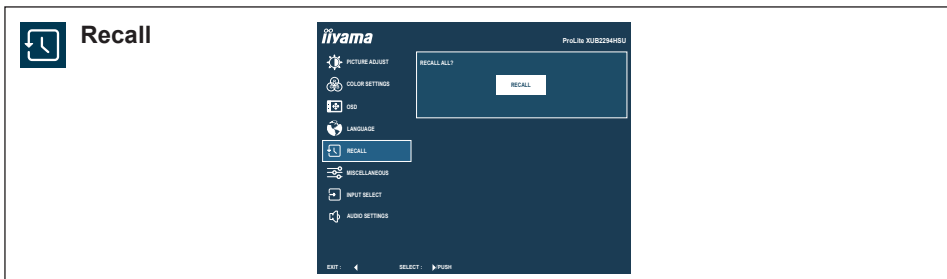 Recall
iiyama
ProLite XUB2294HSU
PICTURE ADJUST
COLOR SETTINGS
OSD
LANGUAGE
RECALL
MISCELLANEOUS
INPUT SELECT
AUDIO SETTINGS
RECALL ALL?
RECALL
EXIT :
SELECT : /PUSH